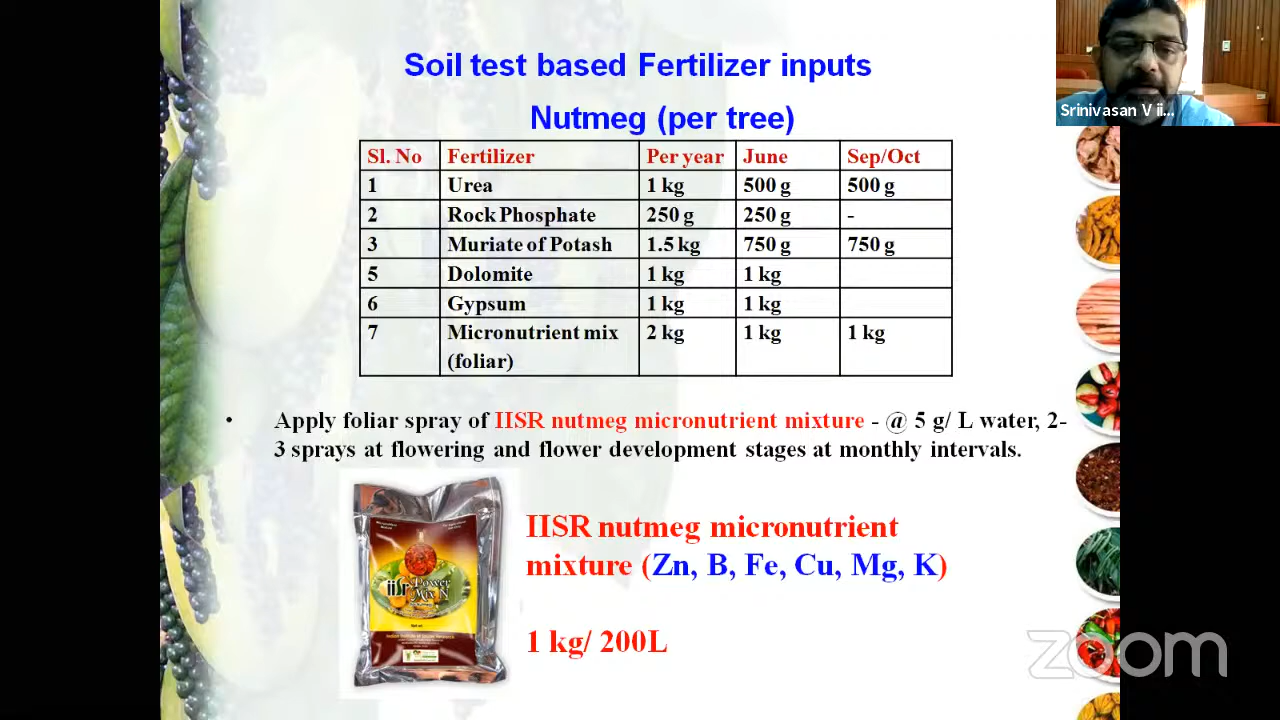 Soil test based Fertilizer inputs
Nutmeg (per tree)
Srinivasan V ii...
Sl. No Fertilizer Per year June Sep/Oct
1 Urea 1 kg 500 g 500 g
2 Rock Phosphate 250 g 250 g -
3 Muriate of Potash 1.5 kg 750 g 750 g
5 Dolomite 1 kg 1 kg
6 Gypsum 1 kg 1 kg
7 Micronutrient mix 2 kg 1 kg 1 kg
(foliar)
• Apply foliar spray of IISR nutmeg micronutrient mixture - @ 5 g/ L water, 2-
3 sprays at flowering and flower development stages at monthly intervals.
IISR nutmeg micronutrient
mixture (Zn, B, Fe, Cu, Mg, K)
1 kg/ 200L
iisr Power
Mix N
zoom